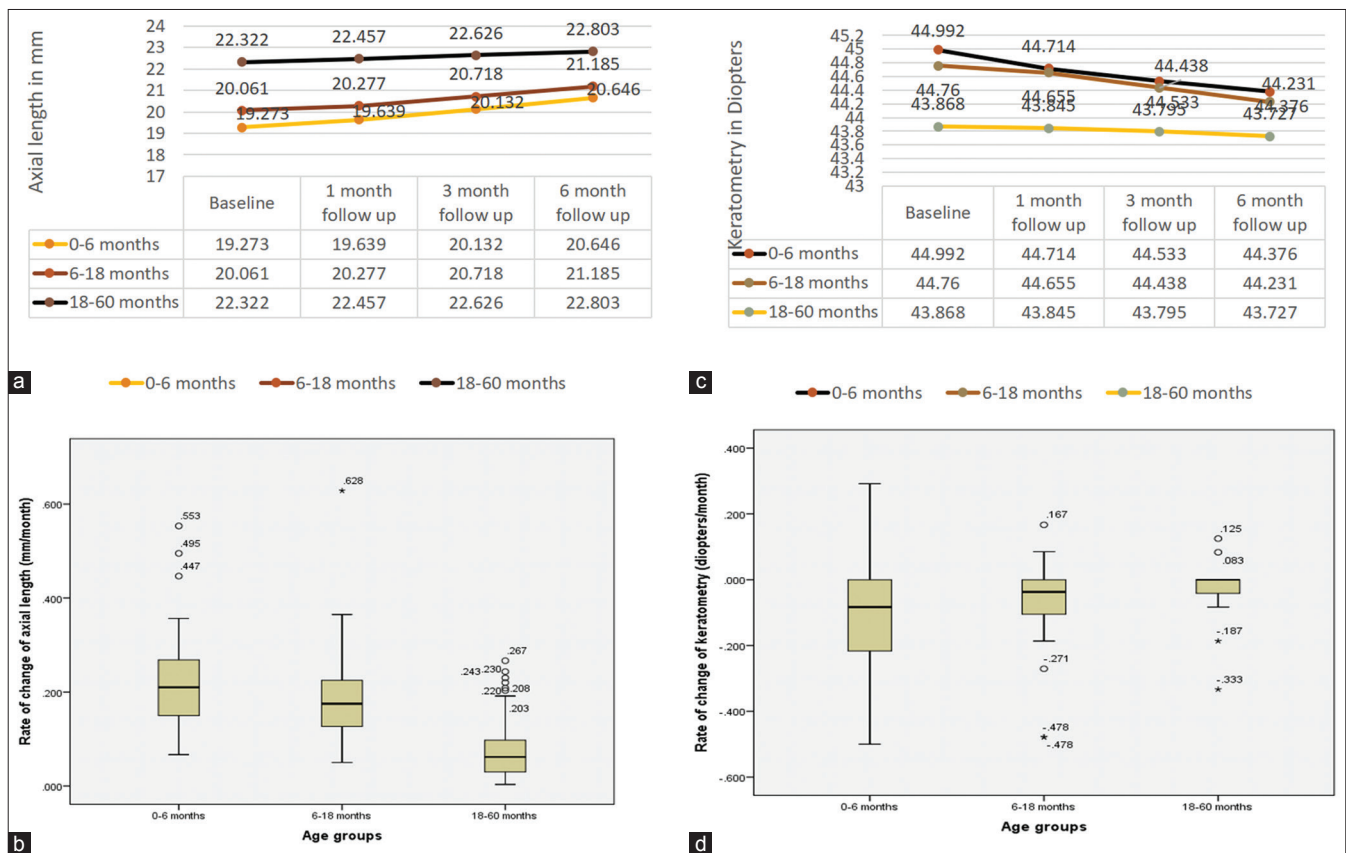 Axial length in mm
24
23
22
21
20
19
18
17
22.322 22.457 22.626 22.803
20.061 20.277 20.718 21.185
19.273 19.639 20.132 20.646
Baseline 1 month follow up 3 month follow up 6 month follow up
0-6 months 19.273 19.639 20.132 20.646
6-18 months 20.061 20.277 20.718 21.185
18-60 months 22.322 22.457 22.626 22.803
0-6 months 6-18 months 18-60 months
a
Rate of change of axial length (mm/month)
.600
.400
.200
.000
.553
.495
.447
.628
.267
.243
.230
.220
.208
.203
0-6 months 6-18 months 18-60 months
Age groups
b
Keratometry in Diopters
45.2
45
44.8
44.6
44.4
44.2
44
43.8
43.6
43.4
43.2
43
44.992 44.714 44.438 44.231
44.76 44.655 44.533 44.376
43.868 43.845 43.795 43.727
Baseline 1 month follow up 3 month follow up 6 month follow up
0-6 months 44.992 44.714 44.533 44.376
6-18 months 44.76 44.655 44.438 44.231
18-60 months 43.868 43.845 43.795 43.727
0-6 months 6-18 months 18-60 months
c
Rate of change of keratometry (diopters/month)
.400
.200
.000
-.200
-.400
-.600
.167
-.271
-.478
-.478
.125
.083
-.187
-.333
0-6 months 6-18 months 18-60 months
Age groups
d